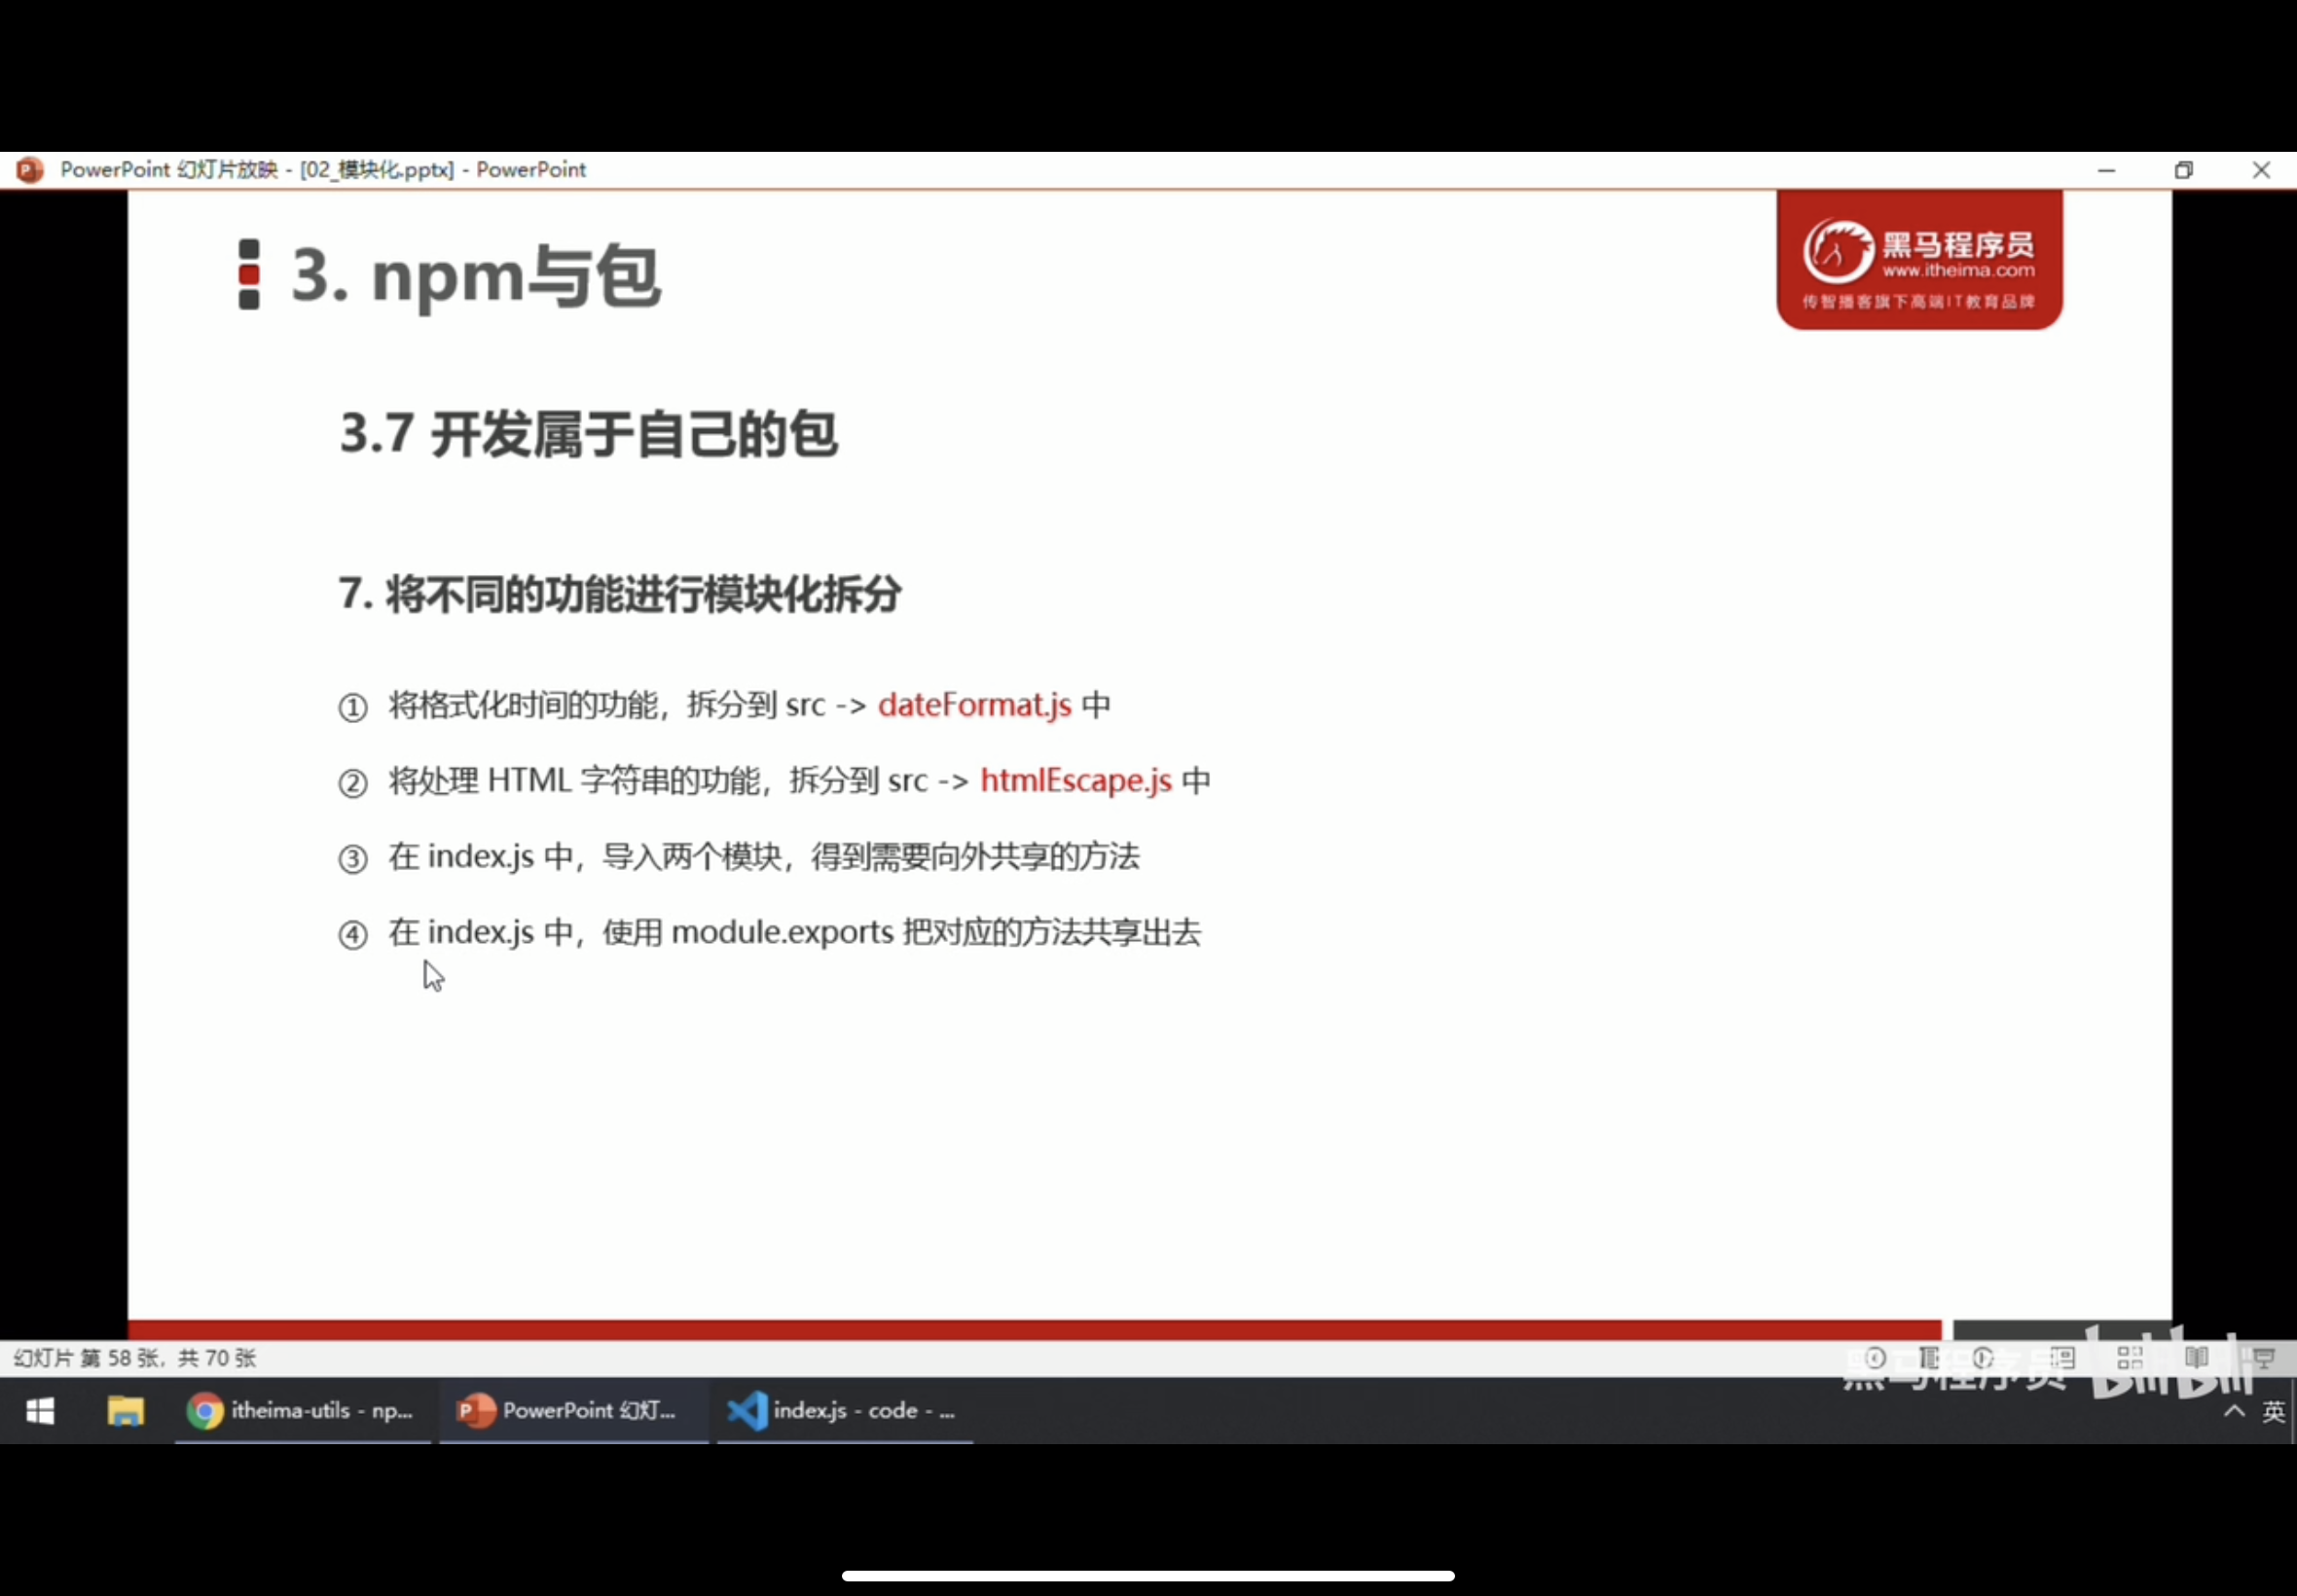 PowerPoint 幻灯片放映 - [02_模块化.pptx] - PowerPoint
3. npm与包
黑马程序员
www.itheima.com
传智播客旗下高端IT教育品牌
3.7 开发属于自己的包
7. 将不同的功能进行模块化拆分
① 将格式化时间的功能，拆分到 src -> dateFormat.js 中
② 将处理 HTML 字符串的功能，拆分到 src -> htmlEscape.js 中
③ 在 index.js 中，导入两个模块，得到需要向外共享的方法
④ 在 index.js 中，使用 module.exports 把对应的方法共享出去
幻灯片 第 58 张，共 70 张
黑马程序员 bilibili
itheima-utils - np...
PowerPoint 幻灯...
index.js - code - ...
英